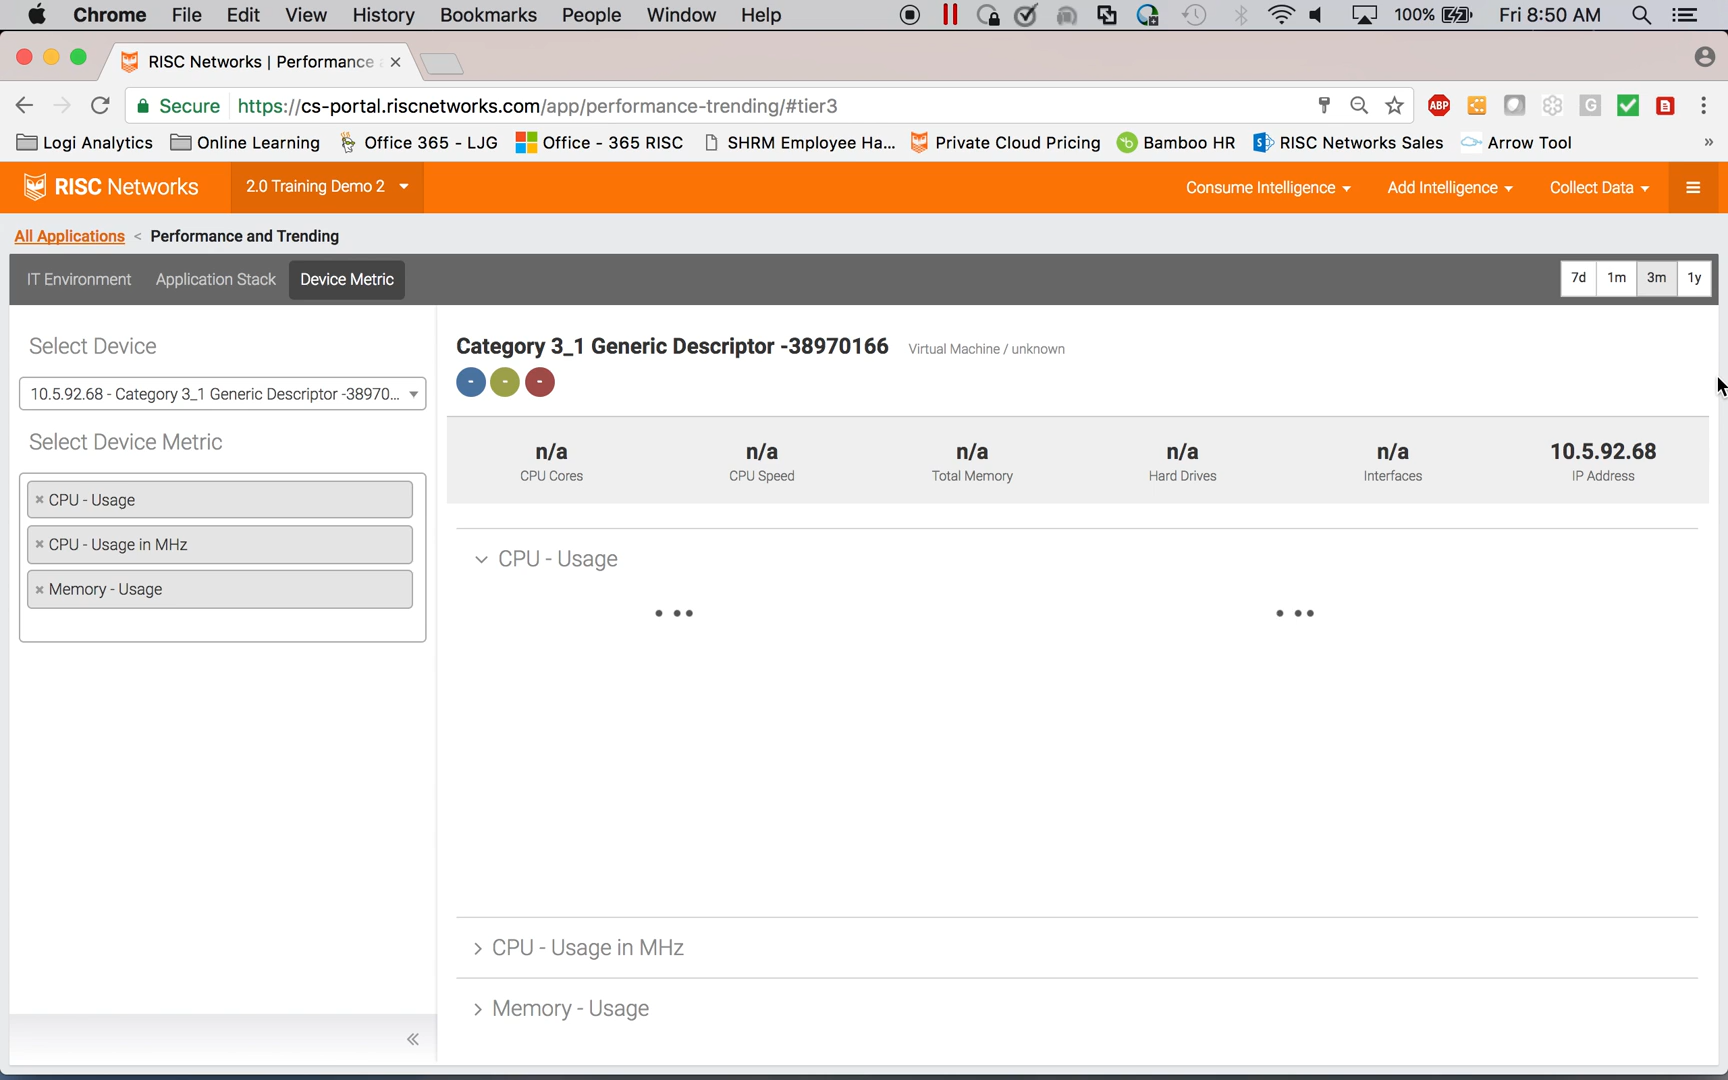 Chrome File Edit View History Bookmarks People Window Help 100% Fri 8:50 AM
RISC Networks | Performance
Secure https://cs-portal.riscnetworks.com/app/performance-trending/#tier3 ABP G
Logi Analytics Online Learning Office 365 - LJG Office - 365 RISC SHRM Employee Ha... Private Cloud Pricing Bamboo HR RISC Networks Sales Arrow Tool »
RISC Networks 2.0 Training Demo 2 Consume Intelligence Add Intelligence Collect Data
All Applications < Performance and Trending
IT Environment Application Stack Device Metric 7d 1m 3m 1y
Select Device
10.5.92.68 - Category 3_1 Generic Descriptor -38970...
Select Device Metric
× CPU - Usage
× CPU - Usage in MHz
× Memory - Usage
Category 3_1 Generic Descriptor -38970166 Virtual Machine / unknown
- - -
n/a n/a n/a n/a n/a 10.5.92.68
CPU Cores CPU Speed Total Memory Hard Drives Interfaces IP Address
CPU - Usage
CPU - Usage in MHz
Memory - Usage
«